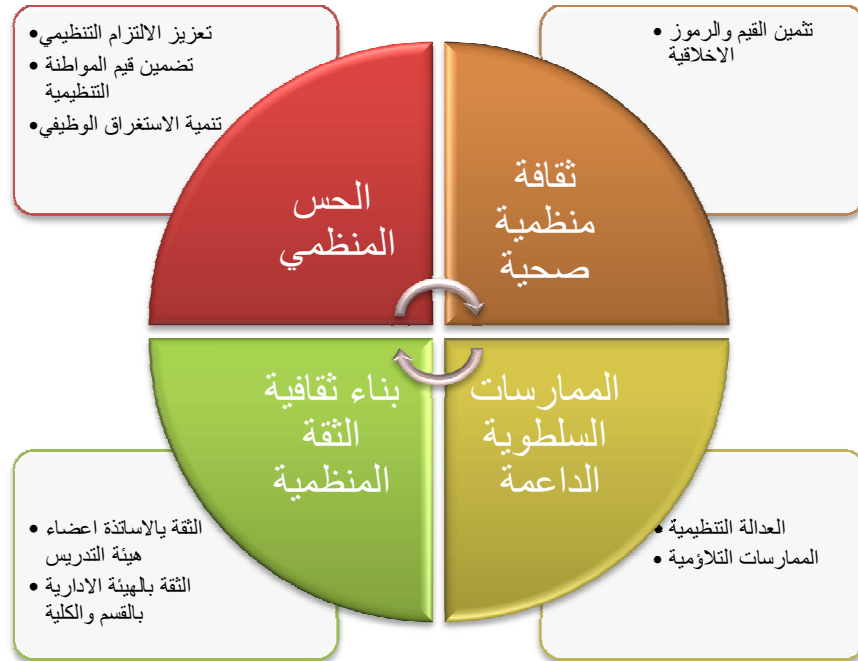 • تثمين القيم والرموز
الاخلاقية
ثقافة
منظمية
صحية
• تعزيز الالتزام التنظيمي
• تضمين قيم المواطنة
التنظيمية
• تنمية الاستغراق الوظيفي
الحس
المنظمي
الممارسات
السلطوية
الداعمة
• العدالة التنظيمية
• الممارسات التلاؤمية
بناء ثقافية
الثقة
المنظمية
• الثقة بالاساتذة اعضاء
هيئة التدريس
• الثقة بالهيئة الادارية
بالقسم والكلية